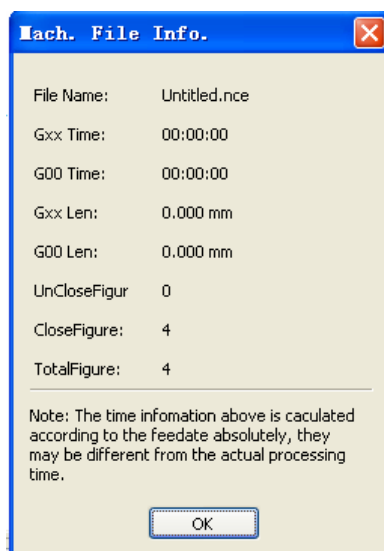 Mach. File Info.
File Name: Untitled.nce
Gxx Time: 00:00:00
G00 Time: 00:00:00
Gxx Len: 0.000 mm
G00 Len: 0.000 mm
UnCloseFigur 0
CloseFigure: 4
TotalFigure: 4
Note: The time infomation above is caculated
according to the feedate absolutely, they
may be different from the actual processing
time.
OK